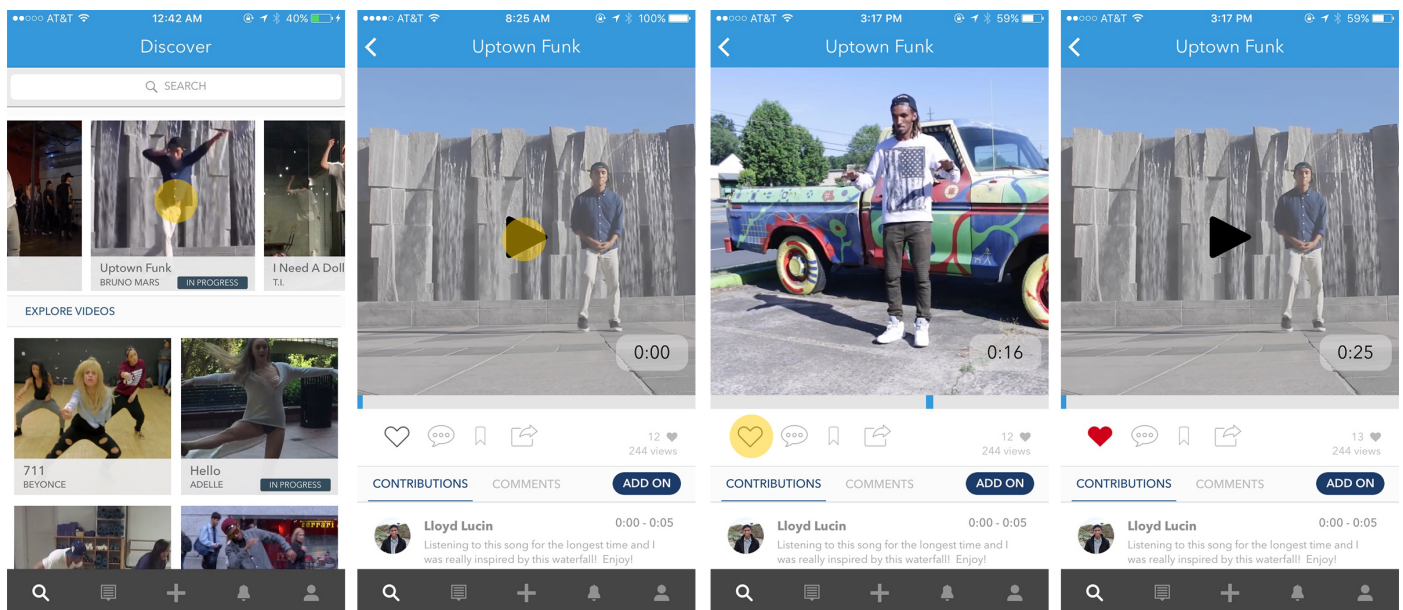 AT&T 12:42 AM 40%
Discover
SEARCH
Uptown Funk
BRUNO MARS IN PROGRESS
I Need A Doll
T.I.
EXPLORE VIDEOS
711
BEYONCE
Hello
ADELLE IN PROGRESS
AT&T 8:25 AM 100%
Uptown Funk
0:00
12
244 views
CONTRIBUTIONS COMMENTS ADD ON
Lloyd Lucin 0:00 - 0:05
Listening to this song for the longest time and I
was really inspired by this waterfall! Enjoy!
AT&T 3:17 PM 59%
Uptown Funk
0:16
12
244 views
CONTRIBUTIONS COMMENTS ADD ON
Lloyd Lucin 0:00 - 0:05
Listening to this song for the longest time and I
was really inspired by this waterfall! Enjoy!
AT&T 3:17 PM 59%
Uptown Funk
0:25
13
244 views
CONTRIBUTIONS COMMENTS ADD ON
Lloyd Lucin 0:00 - 0:05
Listening to this song for the longest time and I
was really inspired by this waterfall! Enjoy!